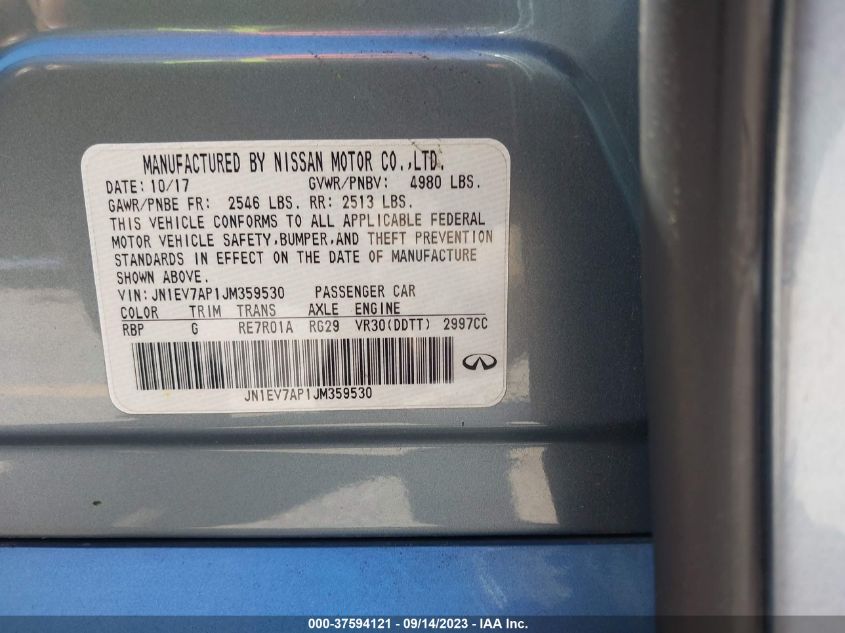 MANUFACTURED BY NISSAN MOTOR CO.,LTD.
DATE: 10/17 GVWR/PNBV: 4980 LBS.
GAWR/PNBE FR: 2546 LBS. RR: 2513 LBS.
THIS VEHICLE CONFORMS TO ALL APPLICABLE FEDERAL
MOTOR VEHICLE SAFETY,BUMPER,AND THEFT PREVENTION
STANDARDS IN EFFECT ON THE DATE OF MANUFACTURE
SHOWN ABOVE.
VIN: JN1EV7AP1JM359530 PASSENGER CAR
COLOR TRIM TRANS AXLE ENGINE
RBP G RE7R01A RG29 VR30(DDTT) 2997CC
JN1EV7AP1JM359530
000-37594121 - 09/14/2023 - IAA Inc.